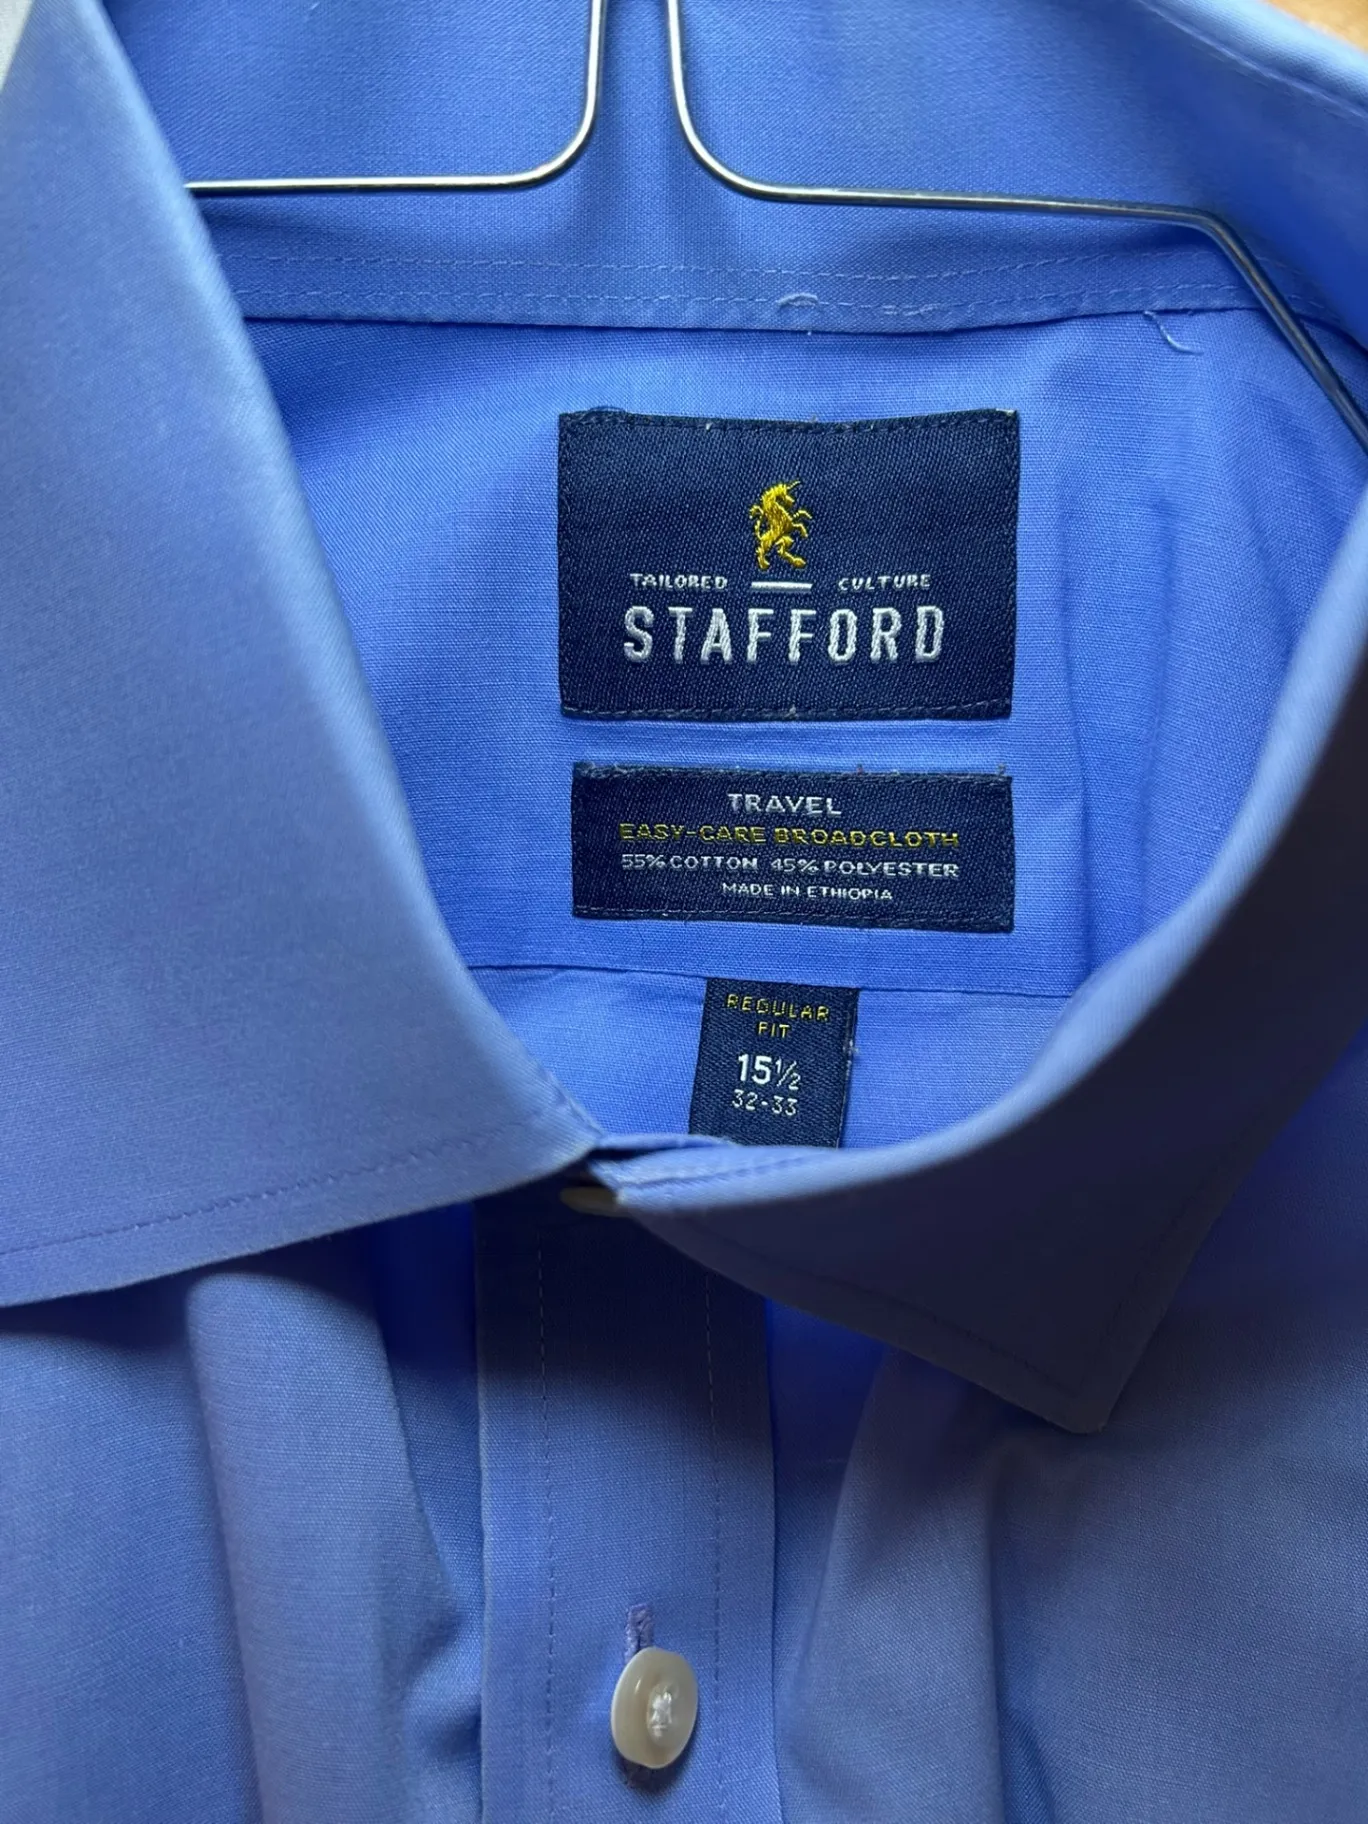 TAILORED CULTURE
STAFFORD
TRAVEL
EASY-CARE BROADCLOTH
55% COTTON 45% POLYESTER
MADE IN ETHIOPIA
REGULAR
FIT
15½
32-33